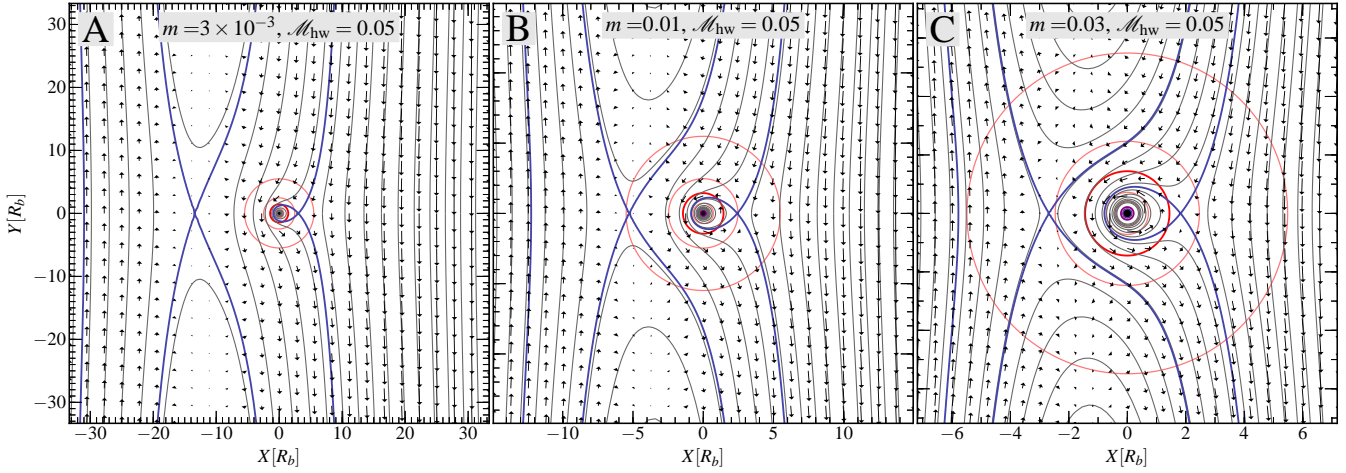 A m = 3 × 10⁻³, ℳhw = 0.05
B m=0.01, ℳhw = 0.05
C m=0.03, ℳhw = 0.05
Y[Rb]
30
20
10
0
−10
−20
−30
−30 −20 −10 0 10 20 30
−10 −5 0 5 10
−6 −4 −2 0 2 4 6
X[Rb] X[Rb] X[Rb]